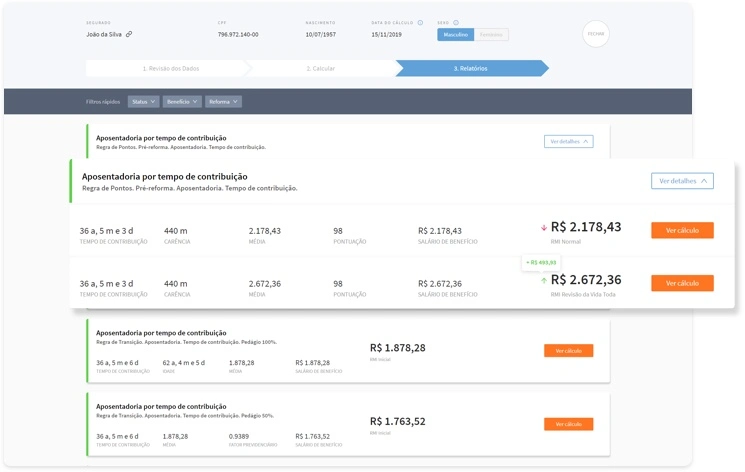 SEGURADO CPF NASCIMENTO DATA DO CÁLCULO SEXO
João da Silva 796.972.140-00 10/07/1957 15/11/2019 Masculino Feminino FECHAR
1. Revisão dos Dados 2. Calcular 3. Relatórios
Filtros rápidos Status Benefício Reforma
Aposentadoria por tempo de contribuição Ver detalhes
Regra de Pontos. Pré-reforma. Aposentadoria. Tempo de contribuição.
Aposentadoria por tempo de contribuição Ver detalhes
Regra de Pontos. Pré-reforma. Aposentadoria. Tempo de contribuição.
36 a, 5 m e 3 d 440 m 2.178,43 98 R$ 2.178,43 R$ 2.178,43 Ver cálculo
TEMPO DE CONTRIBUIÇÃO CARÊNCIA MÉDIA PONTUAÇÃO SALÁRIO DE BENEFÍCIO RMI Normal
+ R$ 493,93
36 a, 5 m e 3 d 440 m 2.672,36 98 R$ 2.672,36 R$ 2.672,36 Ver cálculo
TEMPO DE CONTRIBUIÇÃO CARÊNCIA MÉDIA PONTUAÇÃO SALÁRIO DE BENEFÍCIO RMI Revisão da Vida Toda
Aposentadoria por tempo de contribuição
Regra de Transição. Aposentadoria. Tempo de contribuição. Pedágio 100%.
R$ 1.878,28 Ver cálculo
RMI Inicial
36 a, 5 m e 6 d 62 a, 4 m e 5 d 1.878,28 R$ 1.878,28
TEMPO DE CONTRIBUIÇÃO IDADE MÉDIA SALÁRIO DE BENEFÍCIO
Aposentadoria por tempo de contribuição
Regra de Transição. Aposentadoria. Tempo de contribuição. Pedágio 50%.
R$ 1.763,52 Ver cálculo
RMI Inicial
36 a, 5 m e 6 d 1.878,28 0.9389 R$ 1.763,52
TEMPO DE CONTRIBUIÇÃO MÉDIA FATOR PREVIDENCIÁRIO SALÁRIO DE BENEFÍCIO